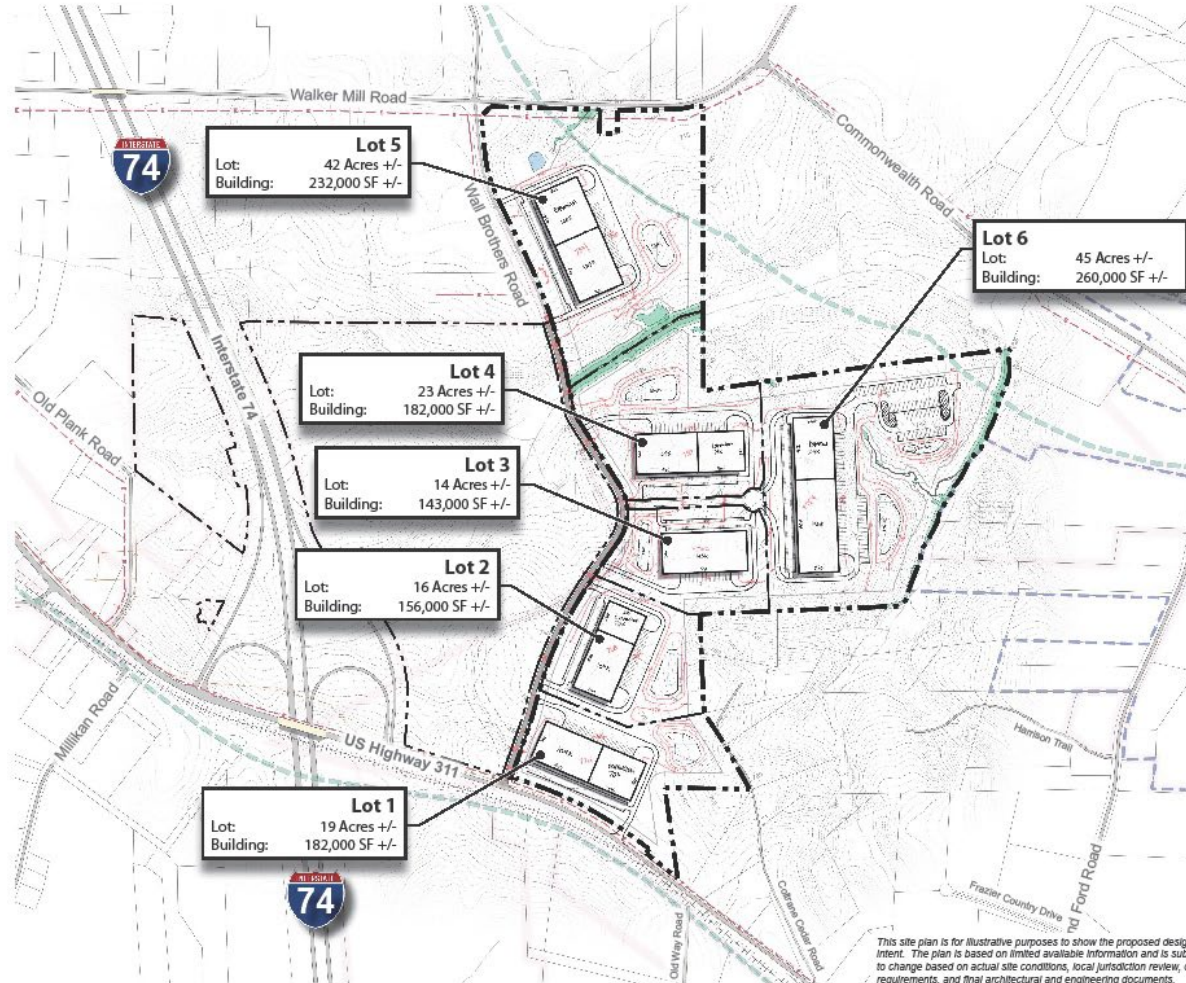 Walker Mill Road
INTERSTATE
74
Lot 5
Lot: 42 Acres +/-
Building: 232,000 SF +/-
Wall Brothers Road
Commonwealth Road
Lot 6
Lot: 45 Acres +/-
Building: 260,000 SF +/-
Interstate 74
Old Plank Road
Lot 4
Lot: 23 Acres +/-
Building: 182,000 SF +/-
Lot 3
Lot: 14 Acres +/-
Building: 143,000 SF +/-
Lot 2
Lot: 16 Acres +/-
Building: 156,000 SF +/-
Millikan Road
US Highway 311
Harrison Trail
Lot 1
Lot: 19 Acres +/-
Building: 182,000 SF +/-
INTERSTATE
74
Old Way Road
Coltrane Cedar Road
Frazier Country Drive
nd Ford Road
This site plan is for illustrative purposes to show the proposed desig
intent. The plan is based on limited available information and is sub
to change based on actual site conditions, local jurisdiction review,
requirements, and final architectural and engineering documents.